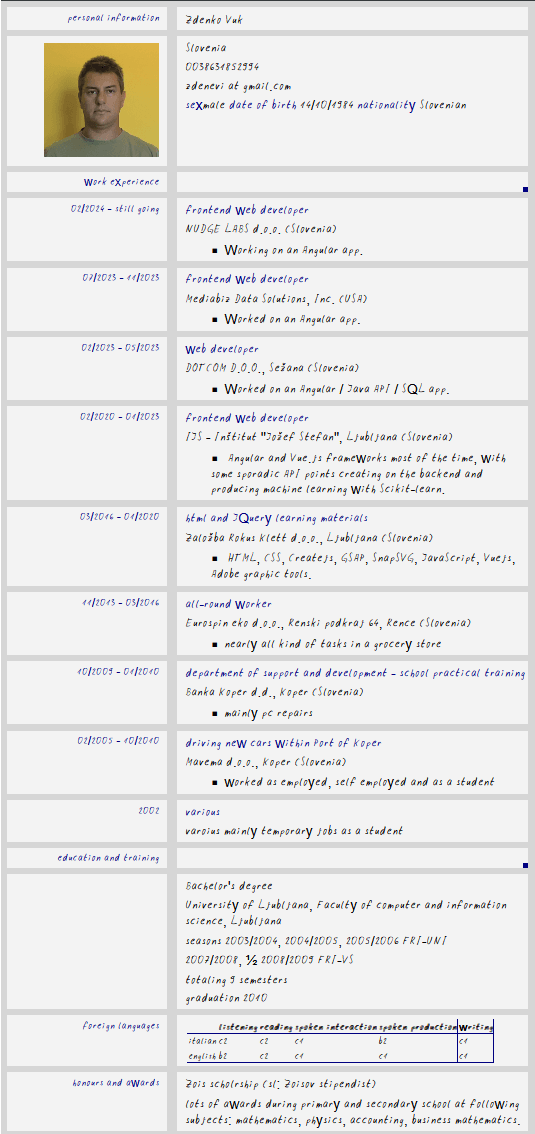 personal information
Zdenko Vuk
Slovenia
0038631852994
zdenevi at gmail.com
sexmale date of birth 14/10/1984 nationality Slovenian
work experience
02/2024 - still going
frontend web developer
NUDGE LABS d.o.o. (Slovenia)
▪ Working on an Angular app.
07/2023 - 11/2023
frontend web developer
Mediabiz Data Solutions, Inc. (USA)
▪ Worked on an Angular app.
02/2023 - 05/2023
web developer
DOTCOM D.O.O., Sežana (Slovenia)
▪ Worked on an Angular / Java API / SQL app.
02/2020 - 01/2023
frontend web developer
IJS - Inštitut "Jožef Stefan", Ljubljana (Slovenia)
▪ Angular and Vue.js frameworks most of the time, with
some sporadic API points creating on the backend and
producing machine learning with Scikit-learn.
03/2016 - 01/2020
html and JQuery learning materials
Založba Rokus Klett d.o.o., Ljubljana (Slovenia)
▪ HTML, CSS, Createjs, GSAP, SnapSVG, JavaScript, Vuejs,
Adobe graphic tools.
11/2013 - 03/2016
all-round worker
Eurospin eko d.o.o., Renski podkraj 64, Rence (Slovenia)
▪ nearly all kind of tasks in a grocery store
10/2009 - 01/2010
department of support and development - school practical training
Banka Koper d.d., Koper (Slovenia)
▪ mainly pc repairs
02/2005 - 10/2010
driving new cars within Port of Koper
Mavema d.o.o., Koper (Slovenia)
▪ worked as employed, self employed and as a student
2002
various
varoius mainly temporary jobs as a student
education and training
Bachelor's degree
University of Ljubljana, Faculty of computer and information
science, Ljubljana
seasons 2003/2004, 2004/2005, 2005/2006 FRI-UNI
2007/2008, ½ 2008/2009 FRI-VS
totaling 9 semesters
graduation 2010
foreign languages
listening reading spoken interaction spoken production writing
italian c2 c2 c1 b2 c1
english b2 c2 c1 c1 c1
honours and awards
Zois scholrship (sl: Zoisov stipendist)
lots of awards during primary and secondary school at following
subjects: mathematics, physics, accounting, business mathematics.